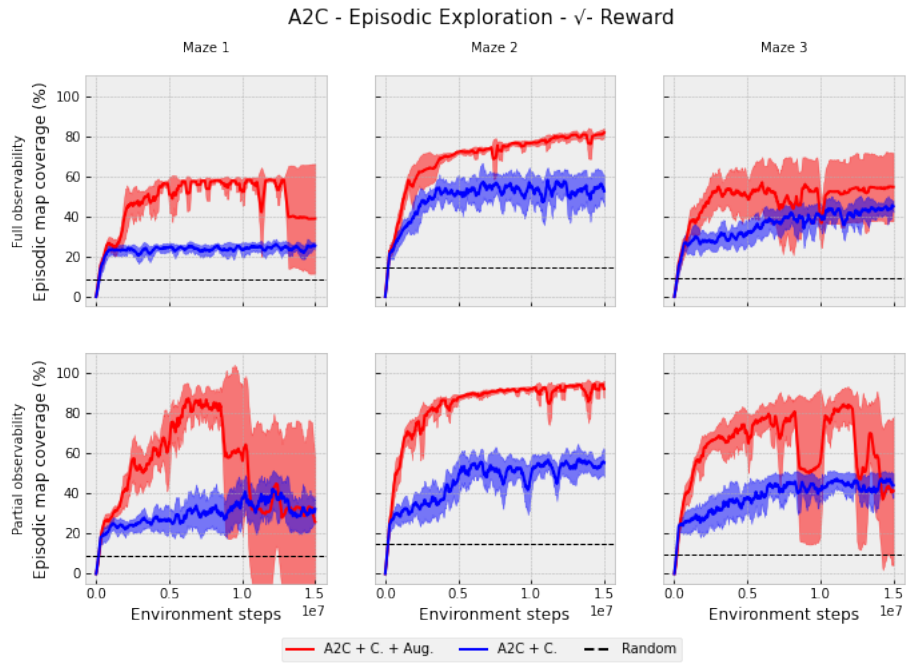 A2C - Episodic Exploration - √- Reward
Maze 1
Maze 2
Maze 3
Full observability
Episodic map coverage (%)
100
80
60
40
20
0
Partial observability
Episodic map coverage (%)
100
80
60
40
20
0
0.0 0.5 1.0 1.5
1e7
Environment steps
0.0 0.5 1.0 1.5
1e7
Environment steps
0.0 0.5 1.0 1.5
1e7
Environment steps
A2C + C. + Aug. A2C + C. Random